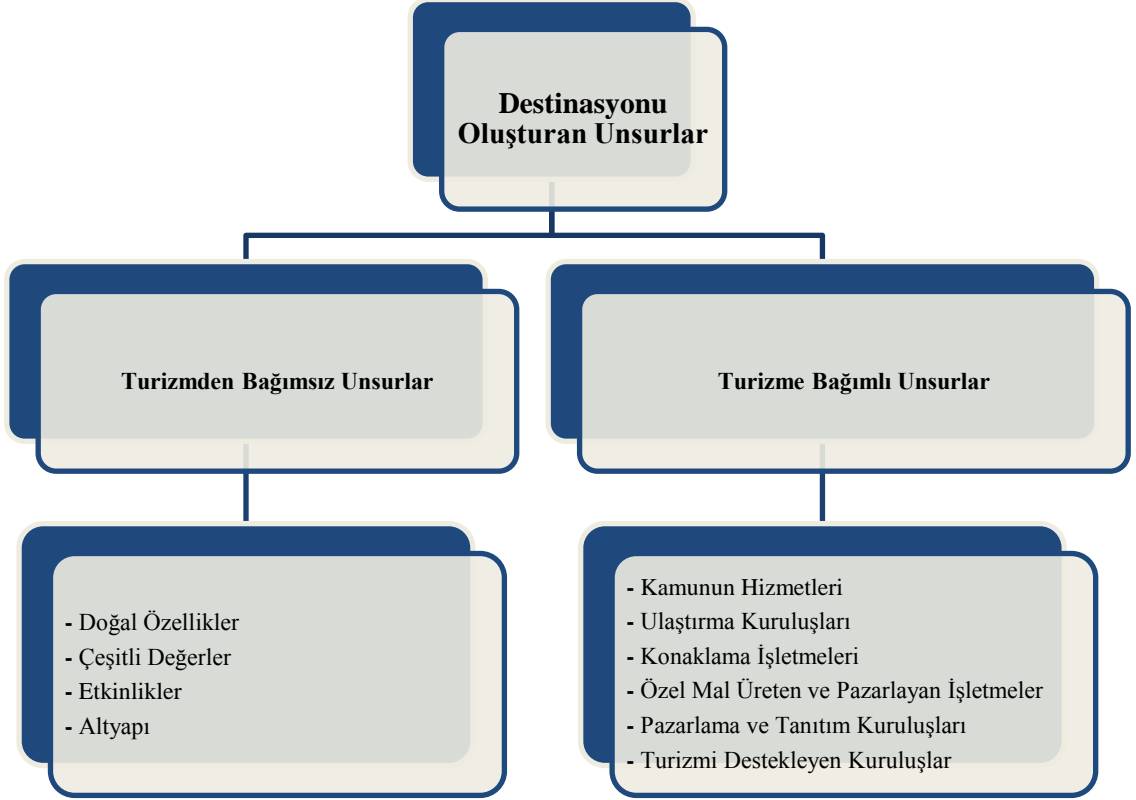 Destinasyonu
Oluşturan Unsurlar
Turizmden Bağımsız Unsurlar
Turizme Bağımlı Unsurlar
- Doğal Özellikler
- Çeşitli Değerler
- Etkinlikler
- Altyapı
- Kamunun Hizmetleri
- Ulaştırma Kuruluşları
- Konaklama İşletmeleri
- Özel Mal Üreten ve Pazarlayan İşletmeler
- Pazarlama ve Tanıtım Kuruluşları
- Turizmi Destekleyen Kuruluşlar